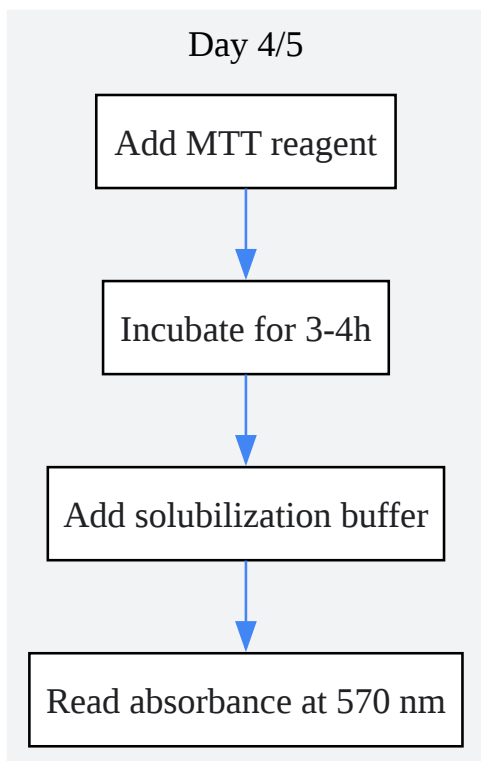 Day 4/5
Add MTT reagent
Incubate for 3-4h
Add solubilization buffer
Read absorbance at 570 nm